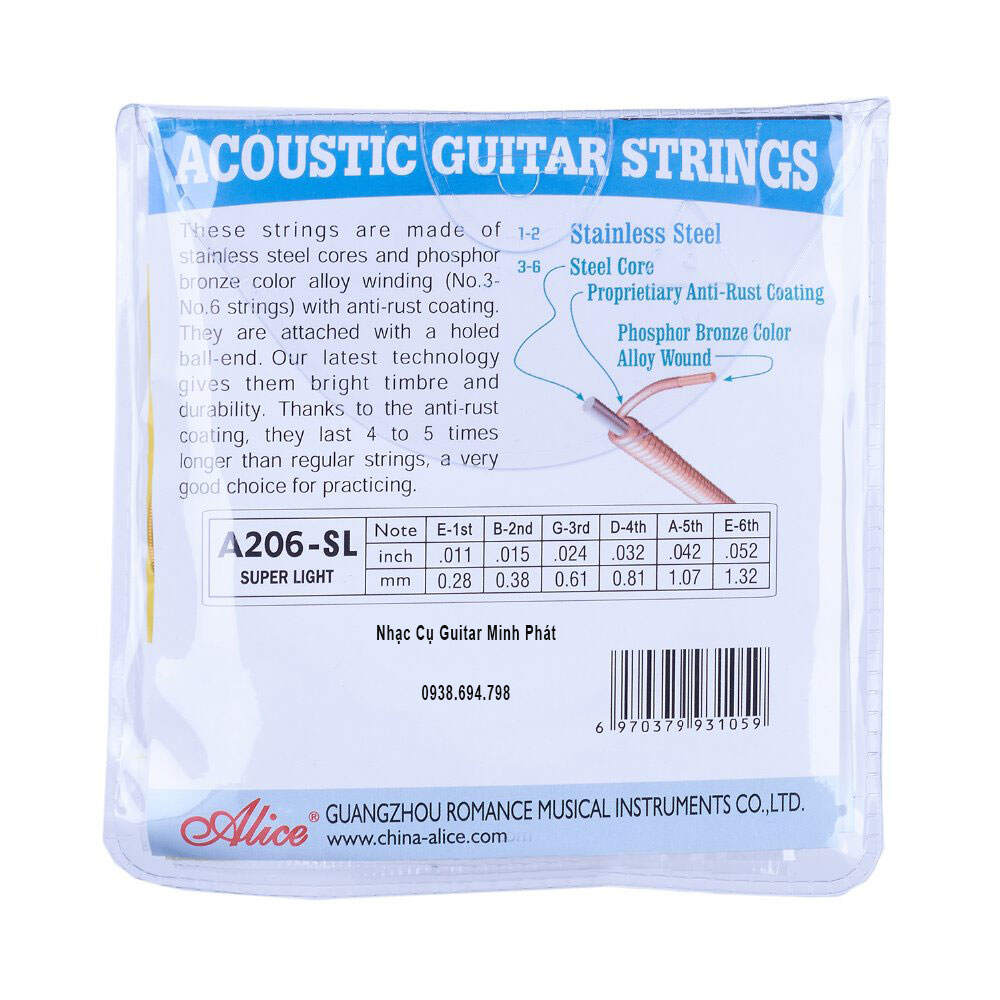 ACOUSTIC GUITAR STRINGS
These strings are made of
stainless steel cores and phosphor
bronze color alloy winding (No.3-
No.6 strings) with anti-rust coating.
They are attached with a holed
ball-end. Our latest technology
gives them bright timbre and
durability. Thanks to the anti-rust
coating, they last 4 to 5 times
longer than regular strings, a very
good choice for practicing.
1-2 Stainless Steel
3-6 Steel Core
Proprietiary Anti-Rust Coating
Phosphor Bronze Color
Alloy Wound
A206-SL
SUPER LIGHT
Note E-1st B-2nd G-3rd D-4th A-5th E-6th
inch .011 .015 .024 .032 .042 .052
mm 0.28 0.38 0.61 0.81 1.07 1.32
Nhạc Cụ Guitar Minh Phát
0938.694.798
6 970379 931059
Alice® GUANGZHOU ROMANCE MUSICAL INSTRUMENTS CO.,LTD.
www.china-alice.com